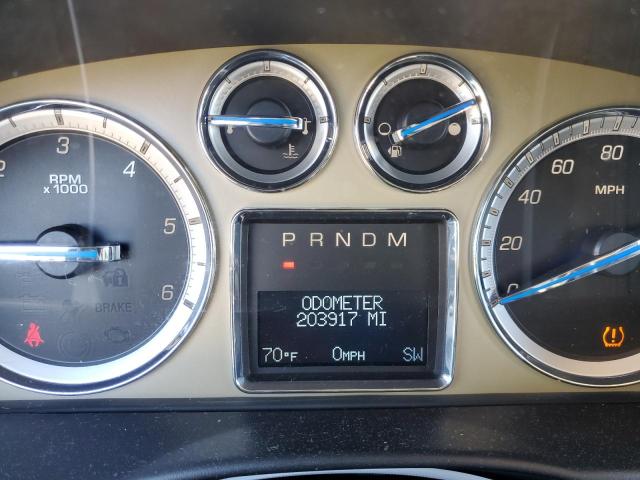 2
3
4
5
6
RPM
x 1000
BRAKE
P R N D M
ODOMETER
203917 MI
70°F
0MPH
SW
0
20
40
60
80
MPH